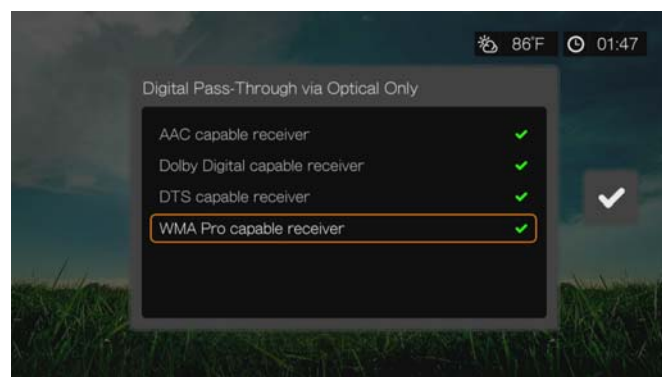 86°F 01:47
Digital Pass-Through via Optical Only
AAC capable receiver
Dolby Digital capable receiver
DTS capable receiver
WMA Pro capable receiver